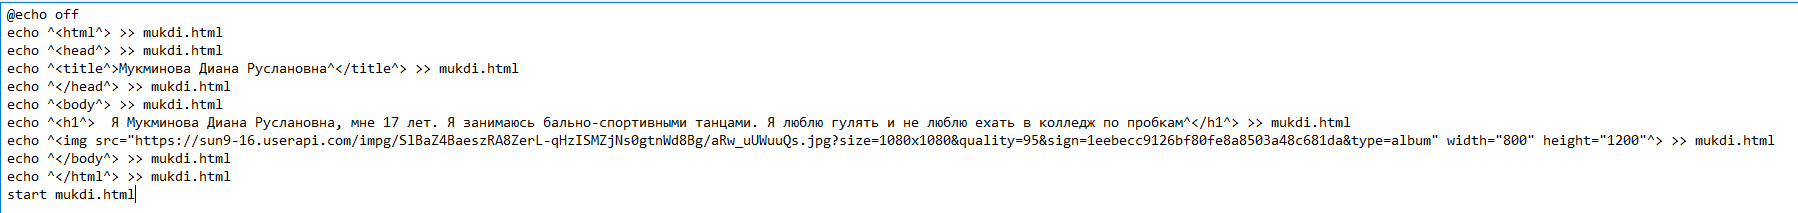 @echo off
echo ^<html^> >> mukdi.html
echo ^<head^> >> mukdi.html
echo ^<title^>Мукминова Диана Руслановна^</title^> >> mukdi.html
echo ^</head^> >> mukdi.html
echo ^<body^> >> mukdi.html
echo ^<h1^>  Я Мукминова Диана Руслановна, мне 17 лет. Я занимаюсь бально-спортивными танцами. Я люблю гулять и не люблю ехать в колледж по пробкам^</h1^> >> mukdi.html
echo ^<img src="https://sun9-16.userapi.com/impg/SlBaZ4BaeszRA8ZerL-qHzISMZjNs0gtnWd8Bg/aRw_uUWuuQs.jpg?size=1080x1080&quality=95&sign=1eebecc9126bf80fe8a8503a48c681da&type=album" width="800" height="1200"^> >> mukdi.html
echo ^</body^> >> mukdi.html
echo ^</html^> >> mukdi.html
start mukdi.html